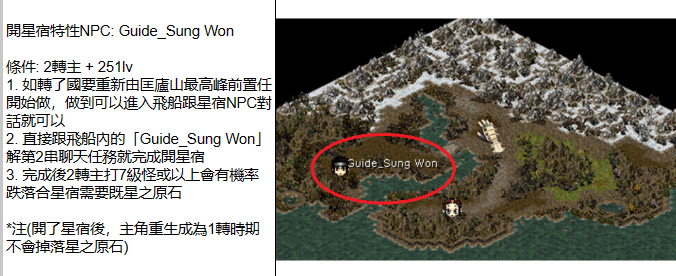 開星宿特性NPC: Guide_Sung Won
條件: 2轉主 + 251lv
1. 如轉了國要重新由匡廬山最高峰前置任
開始做，做到可以進入飛船跟星宿NPC對
話就可以
2. 直接跟飛船內的「Guide_Sung Won」
解第2串聊天任務就完成開星宿
3. 完成後2轉主打7級怪或以上會有機率
跌落合星宿需要既星之原石
*注(開了星宿後，主角重生成為1轉時期
不會掉落星之原石)
Guide_Sung Won